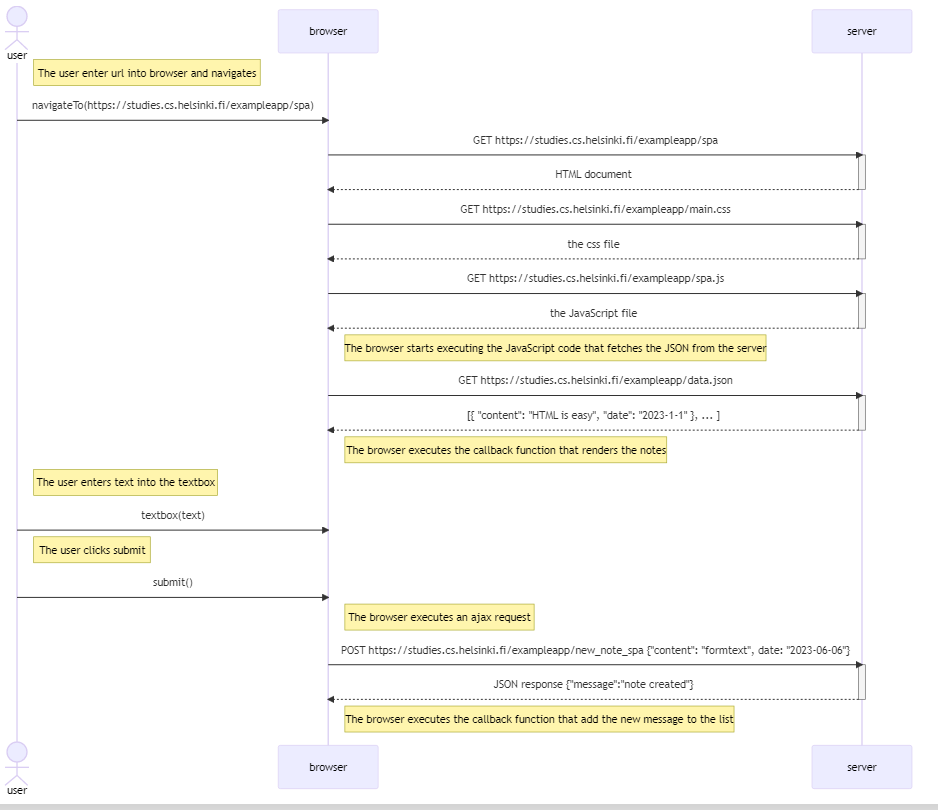 browser
server
user
The user enter url into browser and navigates
navigateTo(https://studies.cs.helsinki.fi/exampleapp/spa)
GET https://studies.cs.helsinki.fi/exampleapp/spa
HTML document
GET https://studies.cs.helsinki.fi/exampleapp/main.css
the css file
GET https://studies.cs.helsinki.fi/exampleapp/spa.js
the JavaScript file
The browser starts executing the JavaScript code that fetches the JSON from the server
GET https://studies.cs.helsinki.fi/exampleapp/data.json
[{ "content": "HTML is easy", "date": "2023-1-1" }, ... ]
The browser executes the callback function that renders the notes
The user enters text into the textbox
textbox(text)
The user clicks submit
submit()
The browser executes an ajax request
POST https://studies.cs.helsinki.fi/exampleapp/new_note_spa {"content": "formtext", date: "2023-06-06"}
JSON response {"message":"note created"}
The browser executes the callback function that add the new message to the list
browser
server
user